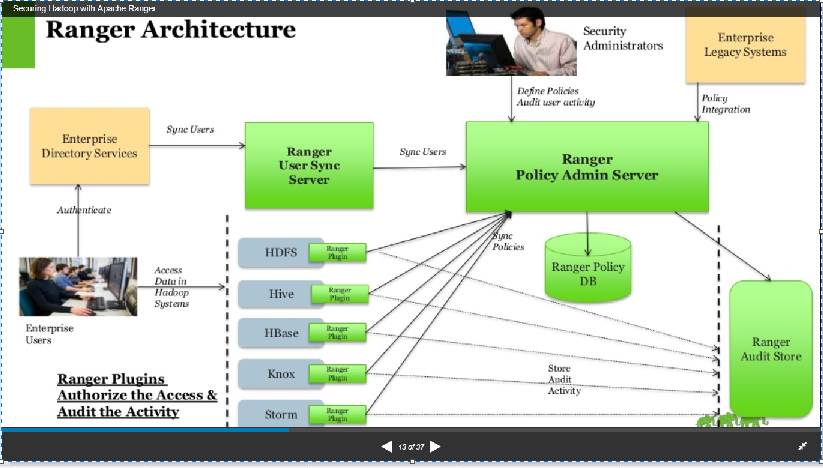 Securing Hadoop with Apache Ranger
Ranger Architecture
Security
Administrators
Enterprise
Legacy Systems
Define Policies
Audit user activity
Policy
Integration
Enterprise
Directory Services
Sync Users
Ranger
User Sync
Server
Sync Users
Ranger
Policy Admin Server
Authenticate
Sync
Policies
Ranger Policy
DB
Access
Data in
Hadoop
Systems
HDFS
Ranger
Plugin
Hive
Ranger
Plugin
HBase
Ranger
Plugin
Knox
Ranger
Plugin
Storm
Ranger
Plugin
Enterprise
Users
Ranger
Audit Store
Store
Audit
Activity
Ranger Plugins
Authorize the Access &
Audit the Activity
13 of 37